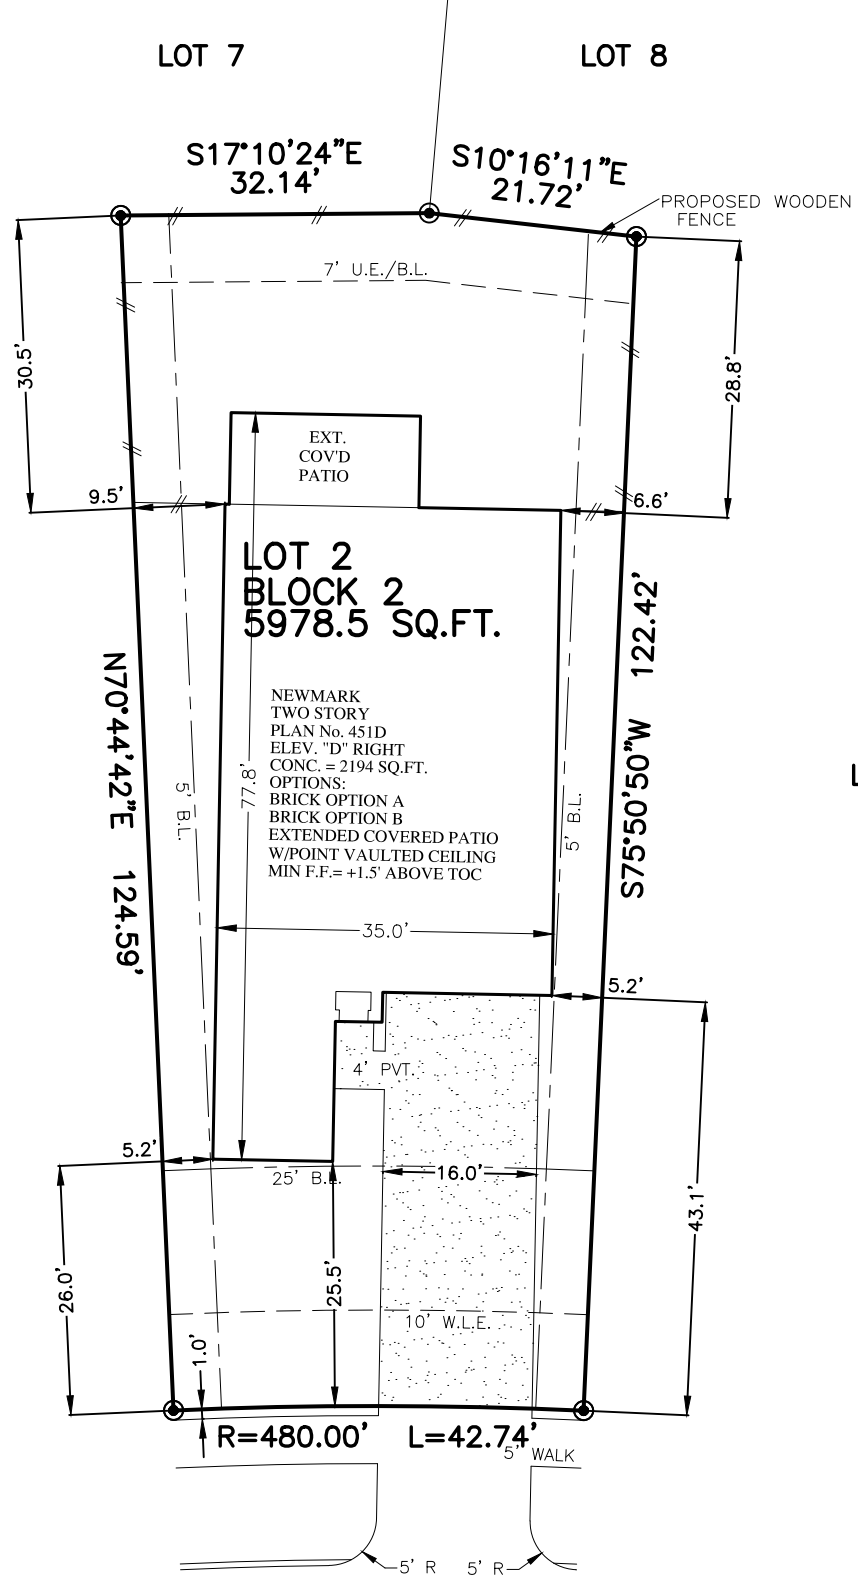 LOT 7
LOT 8
S17°10'24"E
32.14'
S10°16'11"E
21.72'
PROPOSED WOODEN
FENCE
7' U.E./B.L.
30.5'
28.8'
EXT.
COV'D
PATIO
9.5'
6.6'
LOT 2
BLOCK 2
5978.5 SQ.FT.
N70°44'42"E 124.59'
S75°50'50"W 122.42'
NEWMARK
TWO STORY
PLAN No. 451D
ELEV. "D" RIGHT
CONC. = 2194 SQ.FT.
OPTIONS:
BRICK OPTION A
BRICK OPTION B
EXTENDED COVERED PATIO
W/POINT VAULTED CEILING
MIN F.F.= +1.5' ABOVE TOC
77.8'
5' B.L.
5' B.L.
35.0'
5.2'
4' PVT.
5.2'
25' B.L.
16.0'
43.1'
26.0'
25.5'
10' W.L.E.
1.0'
R=480.00' L=42.74'
5' WALK
5' R 5' R